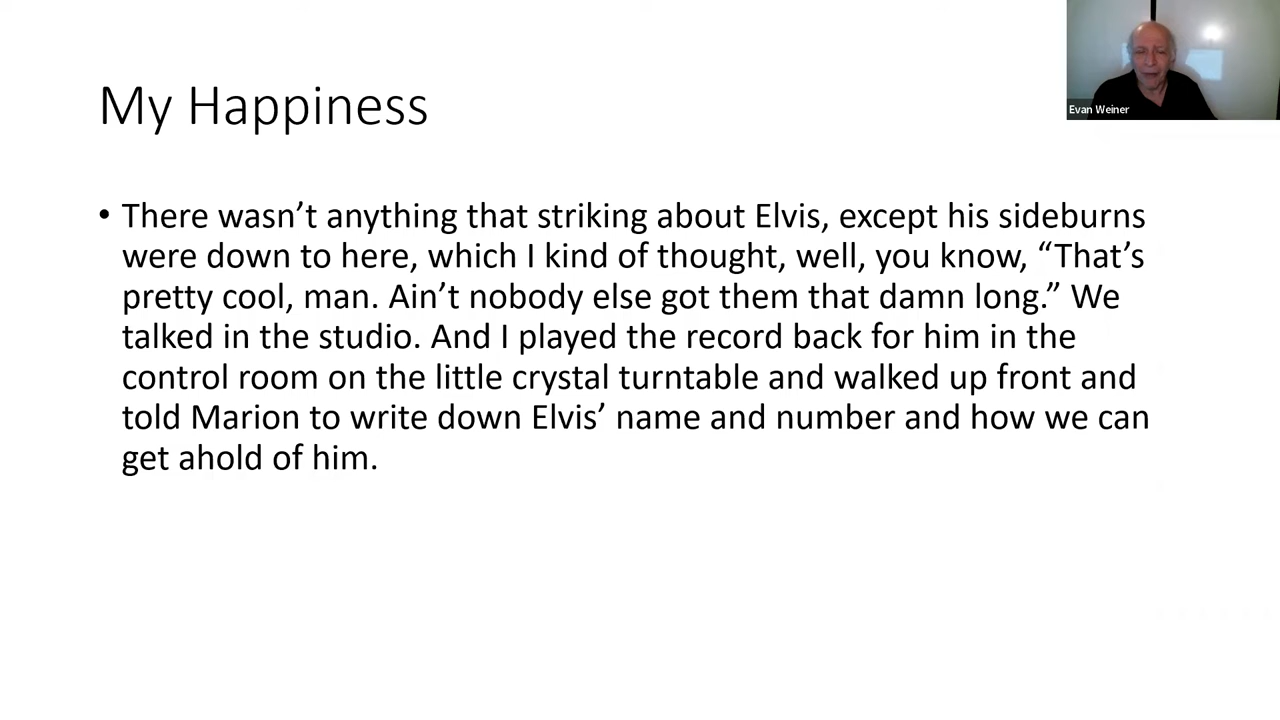 My Happiness
Evan Weiner
• There wasn’t anything that striking about Elvis, except his sideburns
were down to here, which I kind of thought, well, you know, “That’s
pretty cool, man. Ain’t nobody else got them that damn long.” We
talked in the studio. And I played the record back for him in the
control room on the little crystal turntable and walked up front and
told Marion to write down Elvis’ name and number and how we can
get ahold of him.